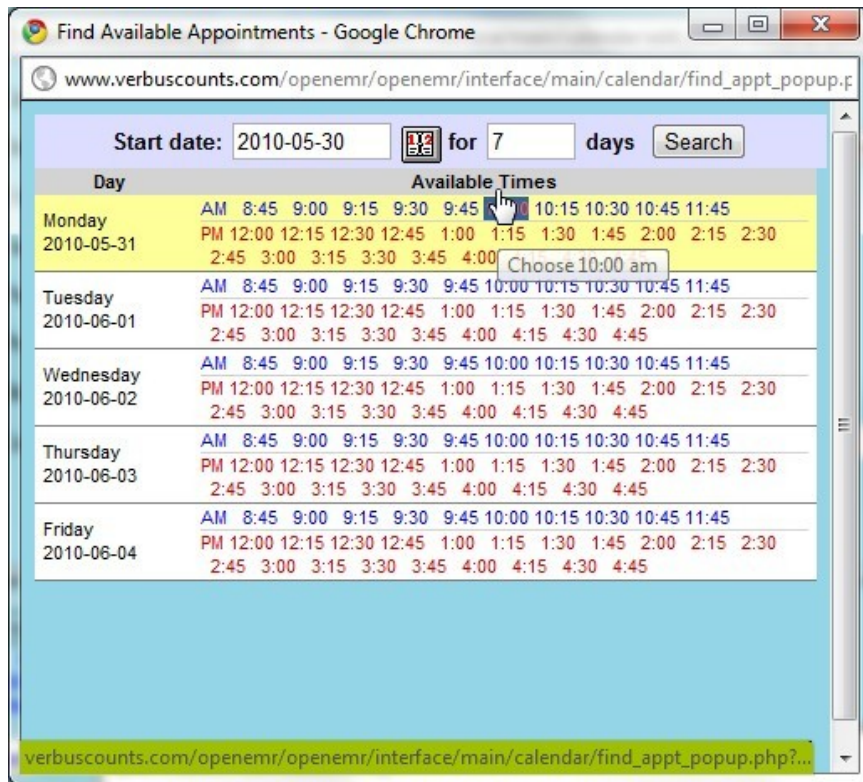 Find Available Appointments - Google Chrome
www.verbuscounts.com/openemr/openemr/interface/main/calendar/find_appt_popup.p
Start date: 2010-05-30 for 7 days Search
Day Available Times
Monday
2010-05-31
AM 8:45 9:00 9:15 9:30 9:45 10:15 10:30 10:45 11:45
PM 12:00 12:15 12:30 12:45 1:00 1:15 1:30 1:45 2:00 2:15 2:30
2:45 3:00 3:15 3:30 3:45 4:00
Choose 10:00 am
Tuesday
2010-06-01
AM 8:45 9:00 9:15 9:30 9:45 10:00 10:15 10:30 10:45 11:45
PM 12:00 12:15 12:30 12:45 1:00 1:15 1:30 1:45 2:00 2:15 2:30
2:45 3:00 3:15 3:30 3:45 4:00 4:15 4:30 4:45
Wednesday
2010-06-02
AM 8:45 9:00 9:15 9:30 9:45 10:00 10:15 10:30 10:45 11:45
PM 12:00 12:15 12:30 12:45 1:00 1:15 1:30 1:45 2:00 2:15 2:30
2:45 3:00 3:15 3:30 3:45 4:00 4:15 4:30 4:45
Thursday
2010-06-03
AM 8:45 9:00 9:15 9:30 9:45 10:00 10:15 10:30 10:45 11:45
PM 12:00 12:15 12:30 12:45 1:00 1:15 1:30 1:45 2:00 2:15 2:30
2:45 3:00 3:15 3:30 3:45 4:00 4:15 4:30 4:45
Friday
2010-06-04
AM 8:45 9:00 9:15 9:30 9:45 10:00 10:15 10:30 10:45 11:45
PM 12:00 12:15 12:30 12:45 1:00 1:15 1:30 1:45 2:00 2:15 2:30
2:45 3:00 3:15 3:30 3:45 4:00 4:15 4:30 4:45
verbuscounts.com/openemr/openemr/interface/main/calendar/find_appt_popup.php?...